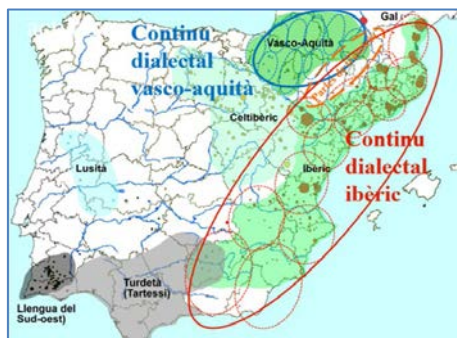 Gal
Continu
dialectal
vasco-aquità
Vasco-Aquità
Celtibèric
Continu
dialectal
ibèric
Lusità
Ibèric
Turdetà
(Tartessi)
Llengua del
Sud-oest)